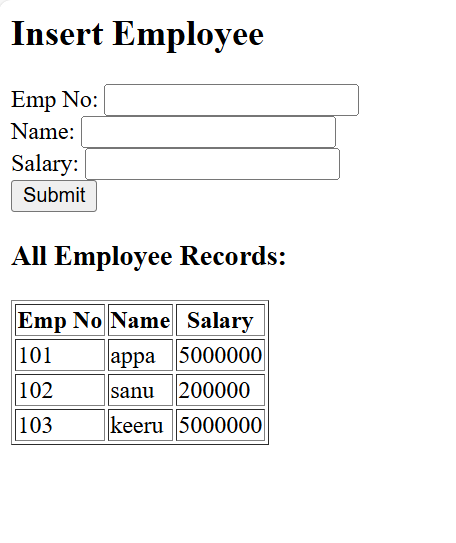 Insert Employee
Emp No:
Name:
Salary:
Submit
All Employee Records:
Emp No Name Salary
101 appa 5000000
102 sanu 200000
103 keeru 5000000